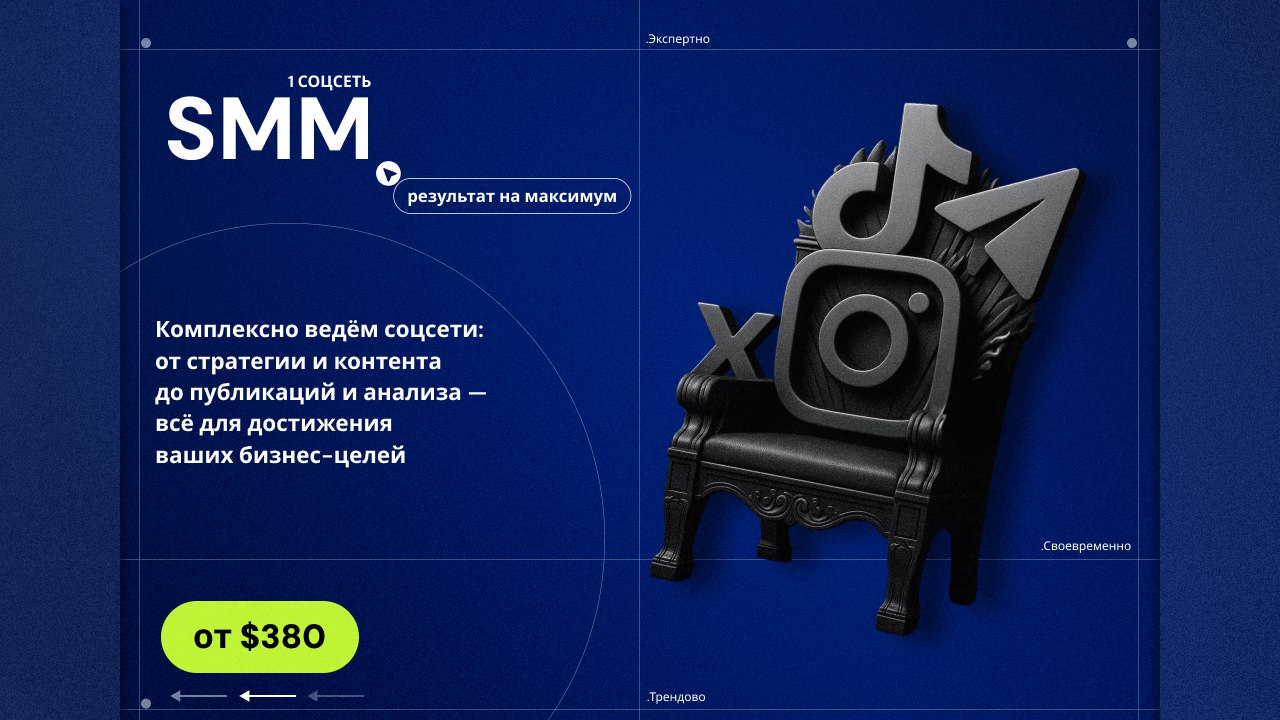 .Экспертно
1 СОЦСЕТЬ
SMM
результат на максимум
Комплексно ведём соцсети:
от стратегии и контента
до публикаций и анализа —
всё для достижения
ваших бизнес-целей
.Своевременно
от $380
.Трендово